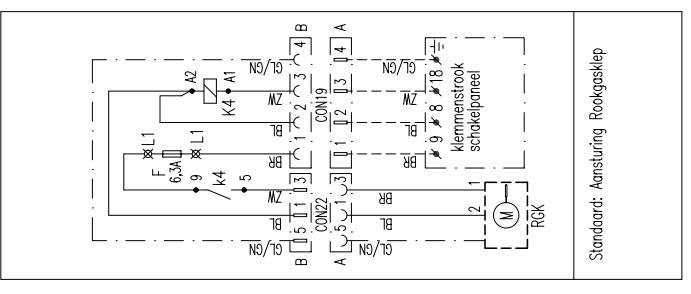 B
A
4
4
GL/GN
GL/GN
A2
A1
K4
3
3
18
ZW
ZW
2
2
8
BL
BL
CON19
klemmenstrook
schakelpaneel
L1
L1
F
6,3A
1
1
9
BR
BR
9
k4
5
3
3
ZW
BR
1
1
1
2
BL
BL
CON22
M
RGK
5
5
GL/GN
GL/GN
B
A
Standaard: Aansturing Rookgasklep